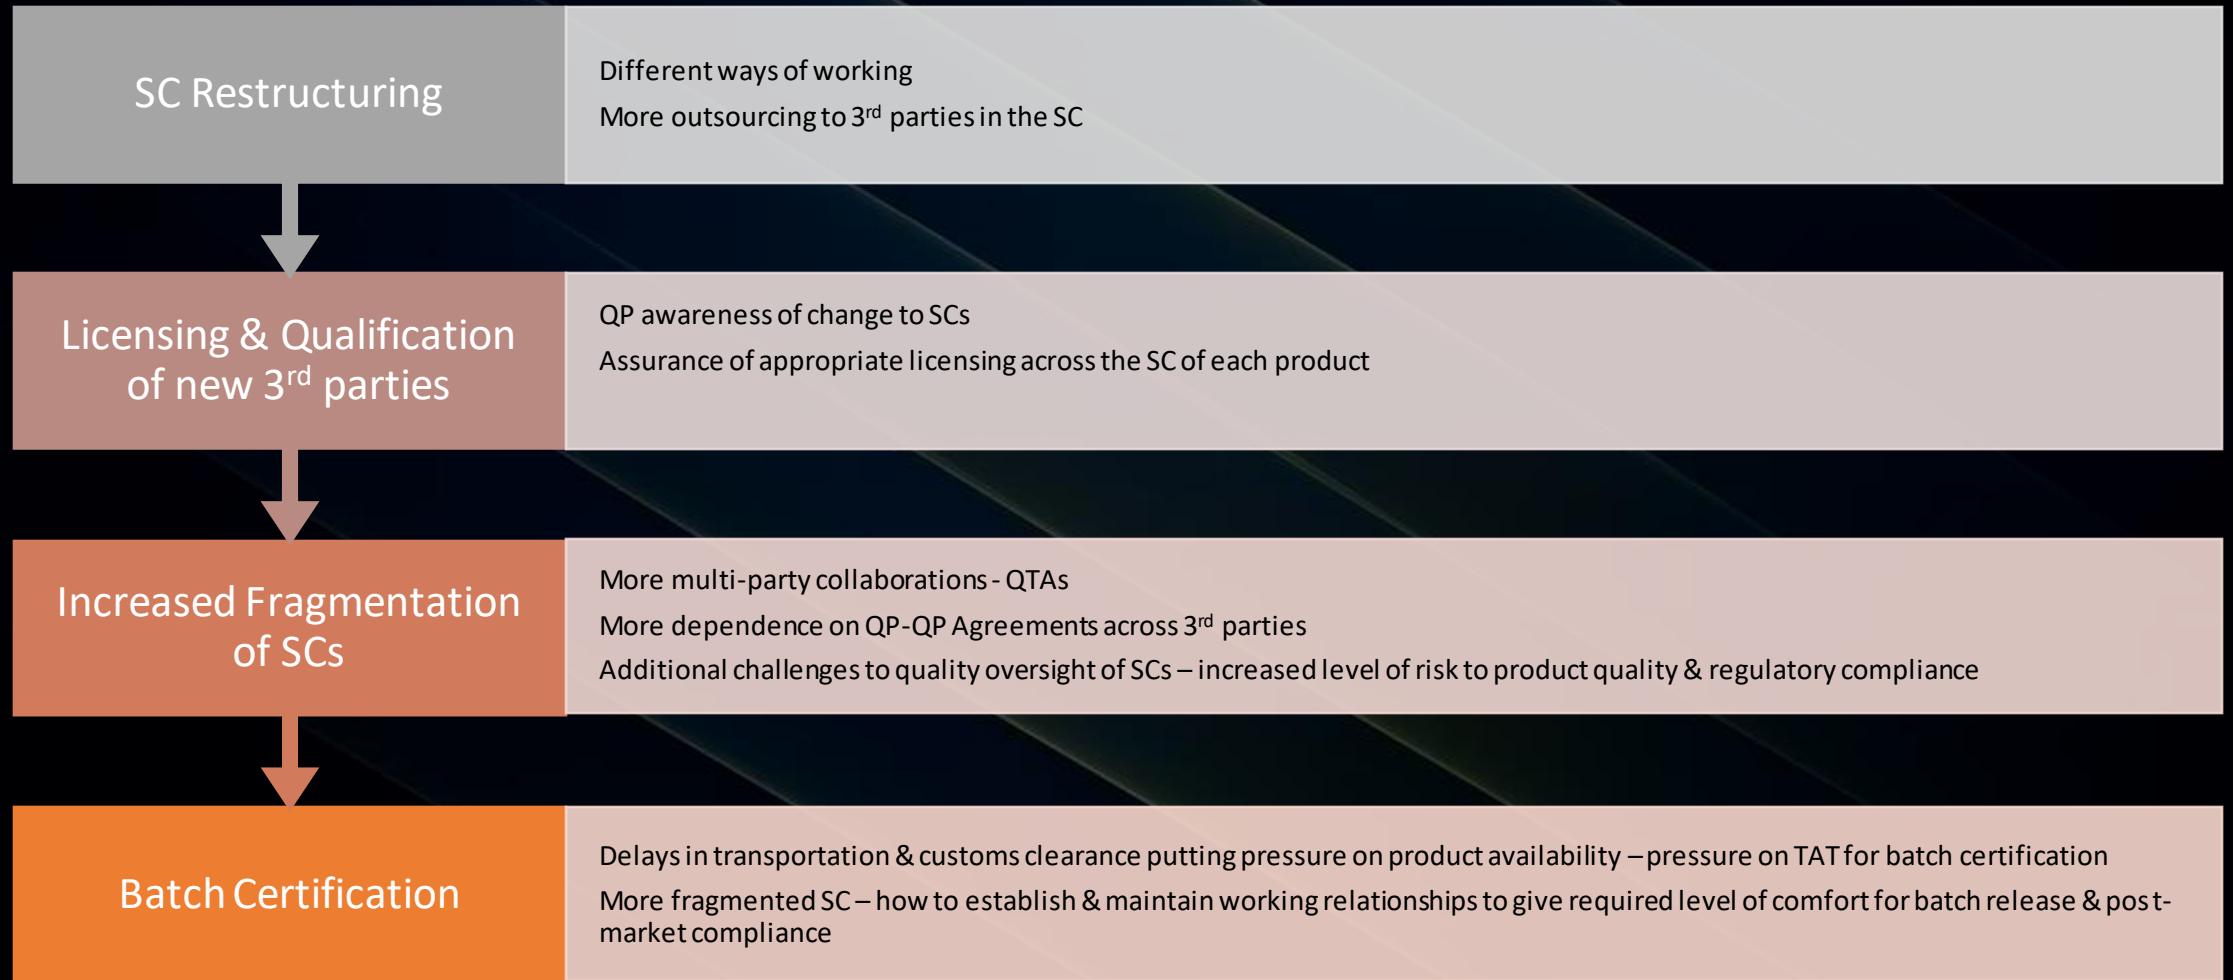 SC Restructuring
Different ways of working
More outsourcing to 3rd parties in the SC
Licensing & Qualification
of new 3rd parties
QP awareness of change to SCs
Assurance of appropriate licensing across the SC of each product
Increased Fragmentation
of SCs
More multi-party collaborations - QTAs
More dependence on QP-QP Agreements across 3rd parties
Additional challenges to quality oversight of SCs – increased level of risk to product quality & regulatory compliance
Batch Certification
Delays in transportation & customs clearance putting pressure on product availability – pressure on TAT for batch certification
More fragmented SC – how to establish & maintain working relationships to give required level of comfort for batch release & post-
market compliance